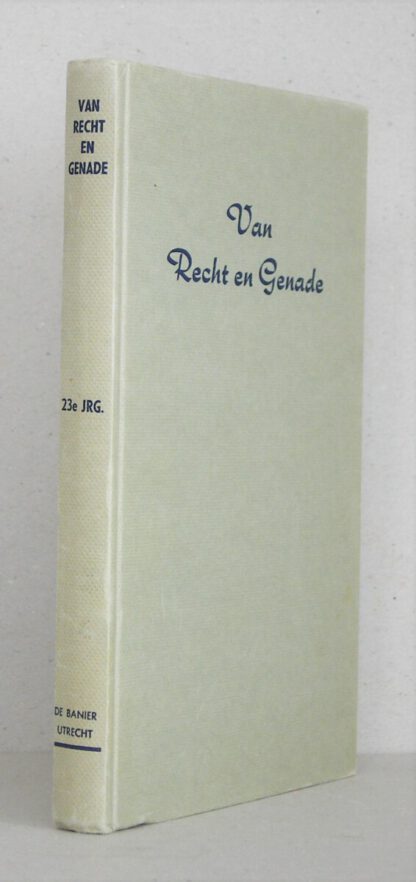 VAN
RECHT
EN
GENADE
23e JRG.
DE BANIER
UTRECHT
Van
Recht en Genade